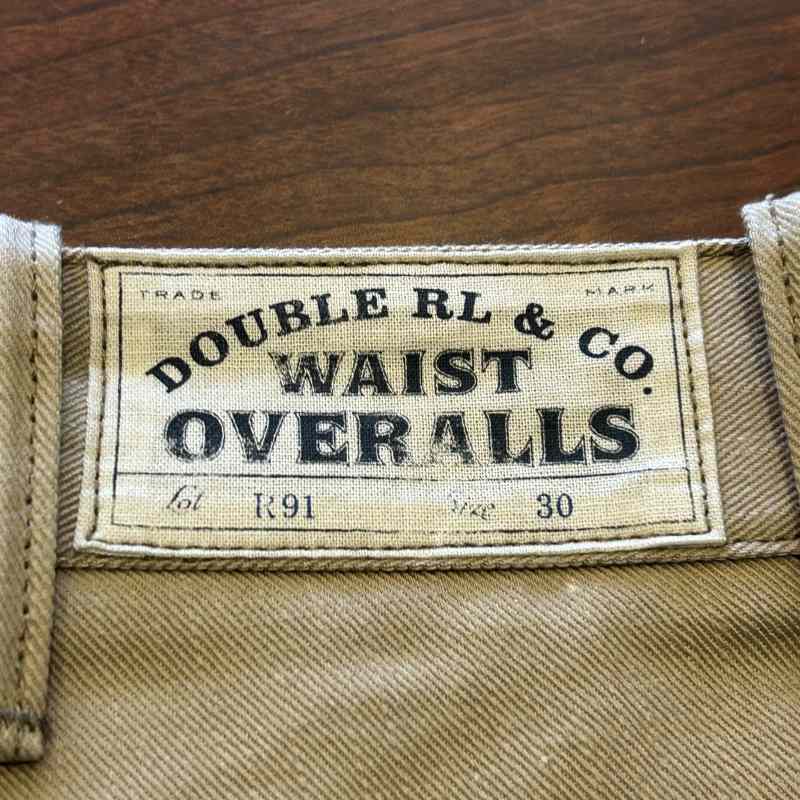 TRADE MARK
DOUBLE RL & CO.
WAIST
OVERALLS
Lot R91 Size 30